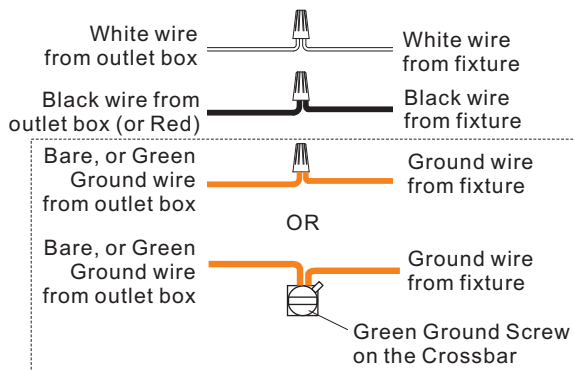 White wire
from outlet box
White wire
from fixture
Black wire from
outlet box (or Red)
Black wire
from fixture
Bare, or Green
Ground wire
from outlet box
Ground wire
from fixture
OR
Bare, or Green
Ground wire
from outlet box
Ground wire
from fixture
Green Ground Screw
on the Crossbar